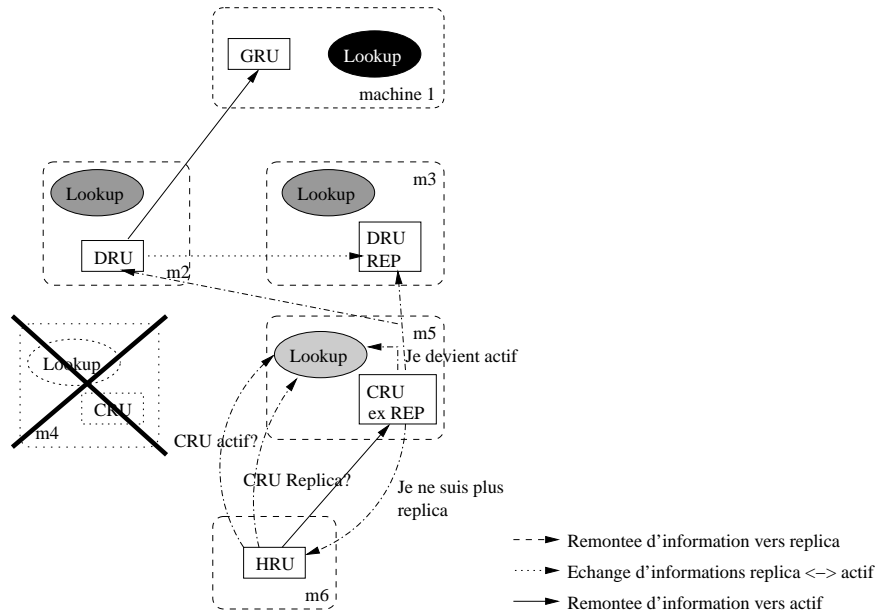 GRU
Lookup
machine 1
Lookup
m3
Lookup
DRU
REP
DRU
m2
m5
Lookup
Je devient actif
Lookup
CRU
ex REP
CRU
m4
CRU actif?
CRU Replica?
Je ne suis plus
replica
HRU
m6
Remontee d'information vers replica
Echange d'informations replica <-> actif
Remontee d'information vers actif